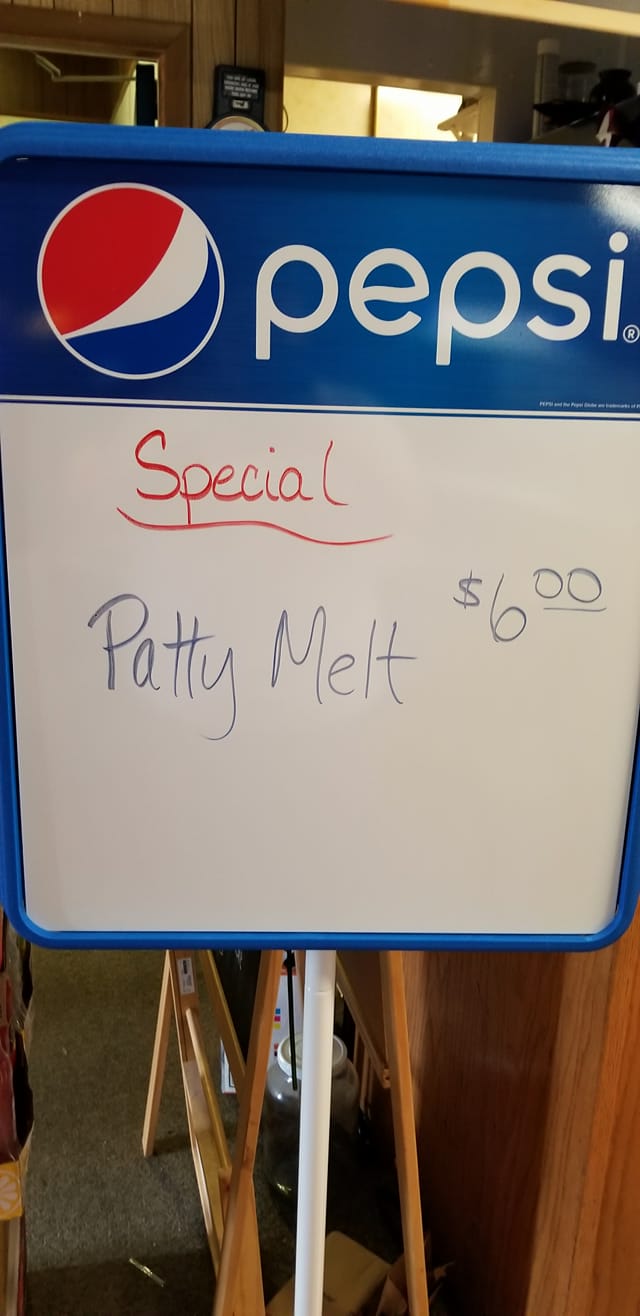 pepsi®
Special
Patty Melt $6 00